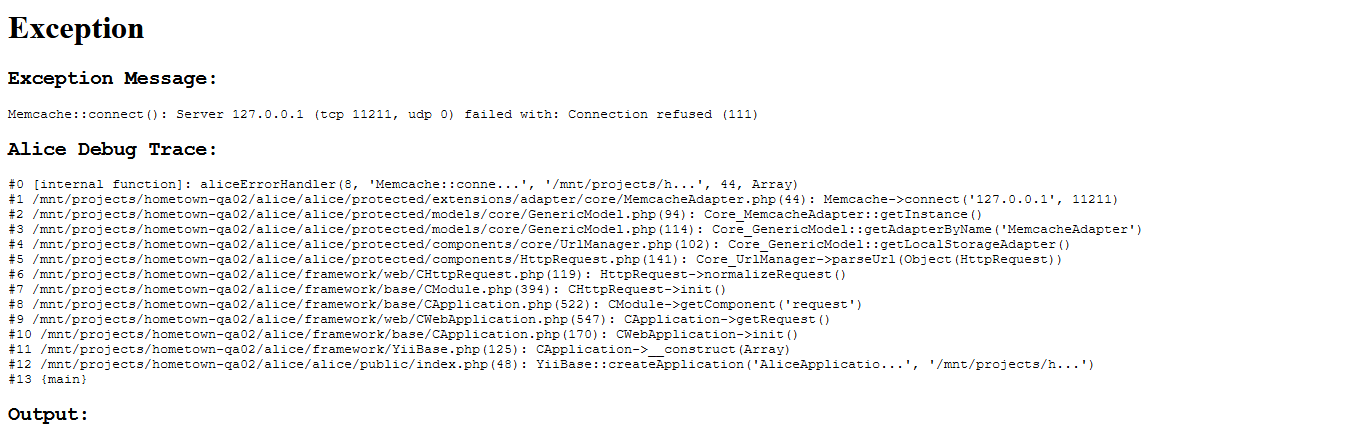 Exception
Exception Message:
Memcache::connect(): Server 127.0.0.1 (tcp 11211, udp 0) failed with: Connection refused (111)
Alice Debug Trace:
#0 [internal function]: aliceErrorHandler(8, 'Memcache::conne...', '/mnt/projects/h...', 44, Array)
#1 /mnt/projects/hometown-qa02/alice/alice/protected/extensions/adapter/core/MemcacheAdapter.php(44): Memcache->connect('127.0.0.1', 11211)
#2 /mnt/projects/hometown-qa02/alice/alice/protected/models/core/GenericModel.php(94): Core_MemcacheAdapter::getInstance()
#3 /mnt/projects/hometown-qa02/alice/alice/protected/models/core/GenericModel.php(114): Core_GenericModel::getAdapterByName('MemcacheAdapter')
#4 /mnt/projects/hometown-qa02/alice/alice/protected/components/core/UrlManager.php(102): Core_GenericModel::getLocalStorageAdapter()
#5 /mnt/projects/hometown-qa02/alice/alice/protected/components/HttpRequest.php(141): Core_UrlManager->parseUrl(Object(HttpRequest))
#6 /mnt/projects/hometown-qa02/alice/framework/web/CHttpRequest.php(119): HttpRequest->normalizeRequest()
#7 /mnt/projects/hometown-qa02/alice/framework/base/CModule.php(394): CHttpRequest->init()
#8 /mnt/projects/hometown-qa02/alice/framework/base/CApplication.php(522): CModule->getComponent('request')
#9 /mnt/projects/hometown-qa02/alice/framework/web/CWebApplication.php(547): CApplication->getRequest()
#10 /mnt/projects/hometown-qa02/alice/framework/base/CApplication.php(170): CWebApplication->init()
#11 /mnt/projects/hometown-qa02/alice/framework/YiiBase.php(125): CApplication->__construct(Array)
#12 /mnt/projects/hometown-qa02/alice/alice/public/index.php(48): YiiBase::createApplication('AliceApplicatio...', '/mnt/projects/h...')
#13 {main}
Output: